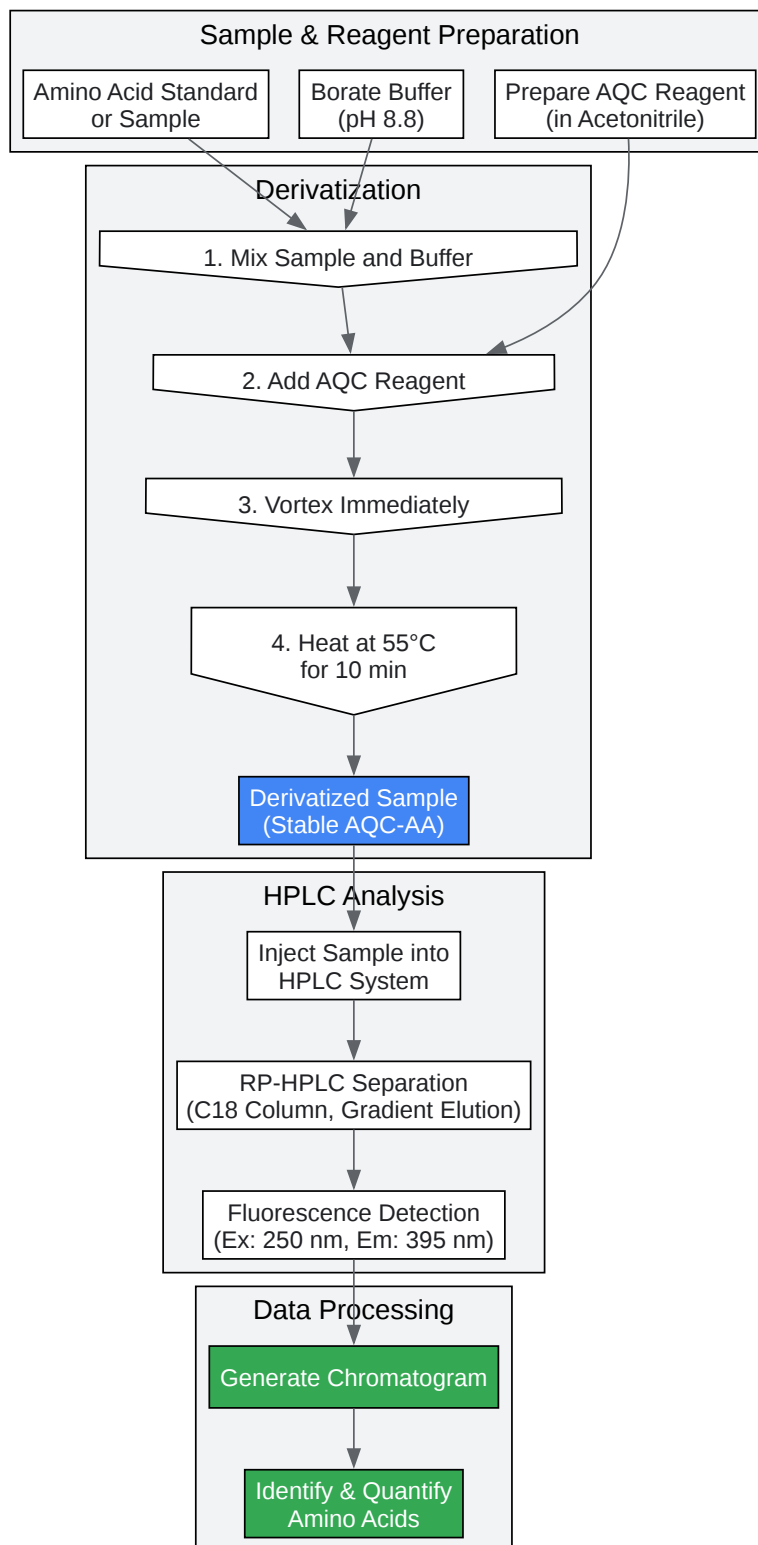 Sample & Reagent Preparation
Amino Acid Standard
or Sample
Borate Buffer
(pH 8.8)
Prepare AQC Reagent
(in Acetonitrile)
Derivatization
1. Mix Sample and Buffer
2. Add AQC Reagent
3. Vortex Immediately
4. Heat at 55°C
for 10 min
Derivatized Sample
(Stable AQC-AA)
HPLC Analysis
Inject Sample into
HPLC System
RP-HPLC Separation
(C18 Column, Gradient Elution)
Fluorescence Detection
(Ex: 250 nm, Em: 395 nm)
Data Processing
Generate Chromatogram
Identify & Quantify
Amino Acids